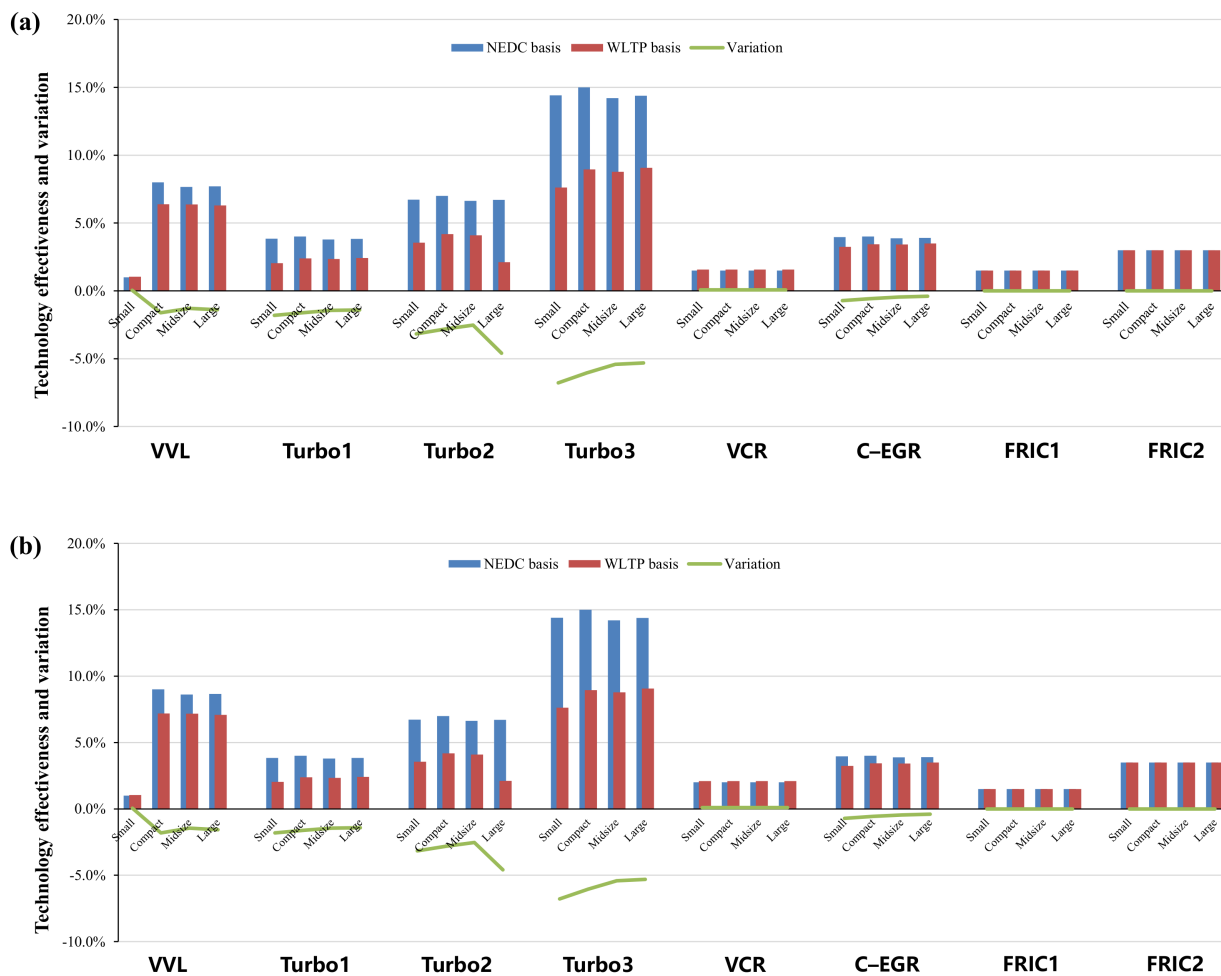 (a)
Technology effectiveness and variation
20.0%
NEDC basis WLTP basis Variation
15.0%
10.0%
5.0%
0.0%
Small Compact Midsize Large Small Compact Midsize Large Small Compact Midsize Large Small Compact Midsize Large Small Compact Midsize Large Small Compact Midsize Large Small Compact Midsize Large Small Compact Midsize Large
-5.0%
-10.0%
VVL Turbo1 Turbo2 Turbo3 VCR C–EGR FRIC1 FRIC2
(b)
Technology effectiveness and variation
20.0%
NEDC basis WLTP basis Variation
15.0%
10.0%
5.0%
0.0%
Small Compact Midsize Large Small Compact Midsize Large Small Compact Midsize Large Small Compact Midsize Large Small Compact Midsize Large Small Compact Midsize Large Small Compact Midsize Large Small Compact Midsize Large
-5.0%
-10.0%
VVL Turbo1 Turbo2 Turbo3 VCR C–EGR FRIC1 FRIC2